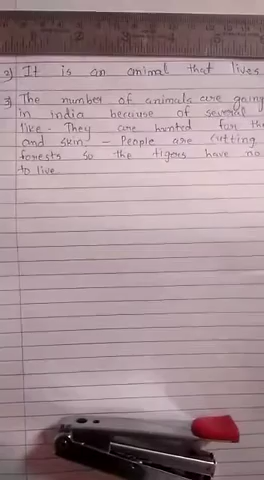 2) It is an animal that lives
3) The number of animals are going
in India because of several
like - They are hunted for the
and skin - People are cutting
forests so the tigers have no
to live